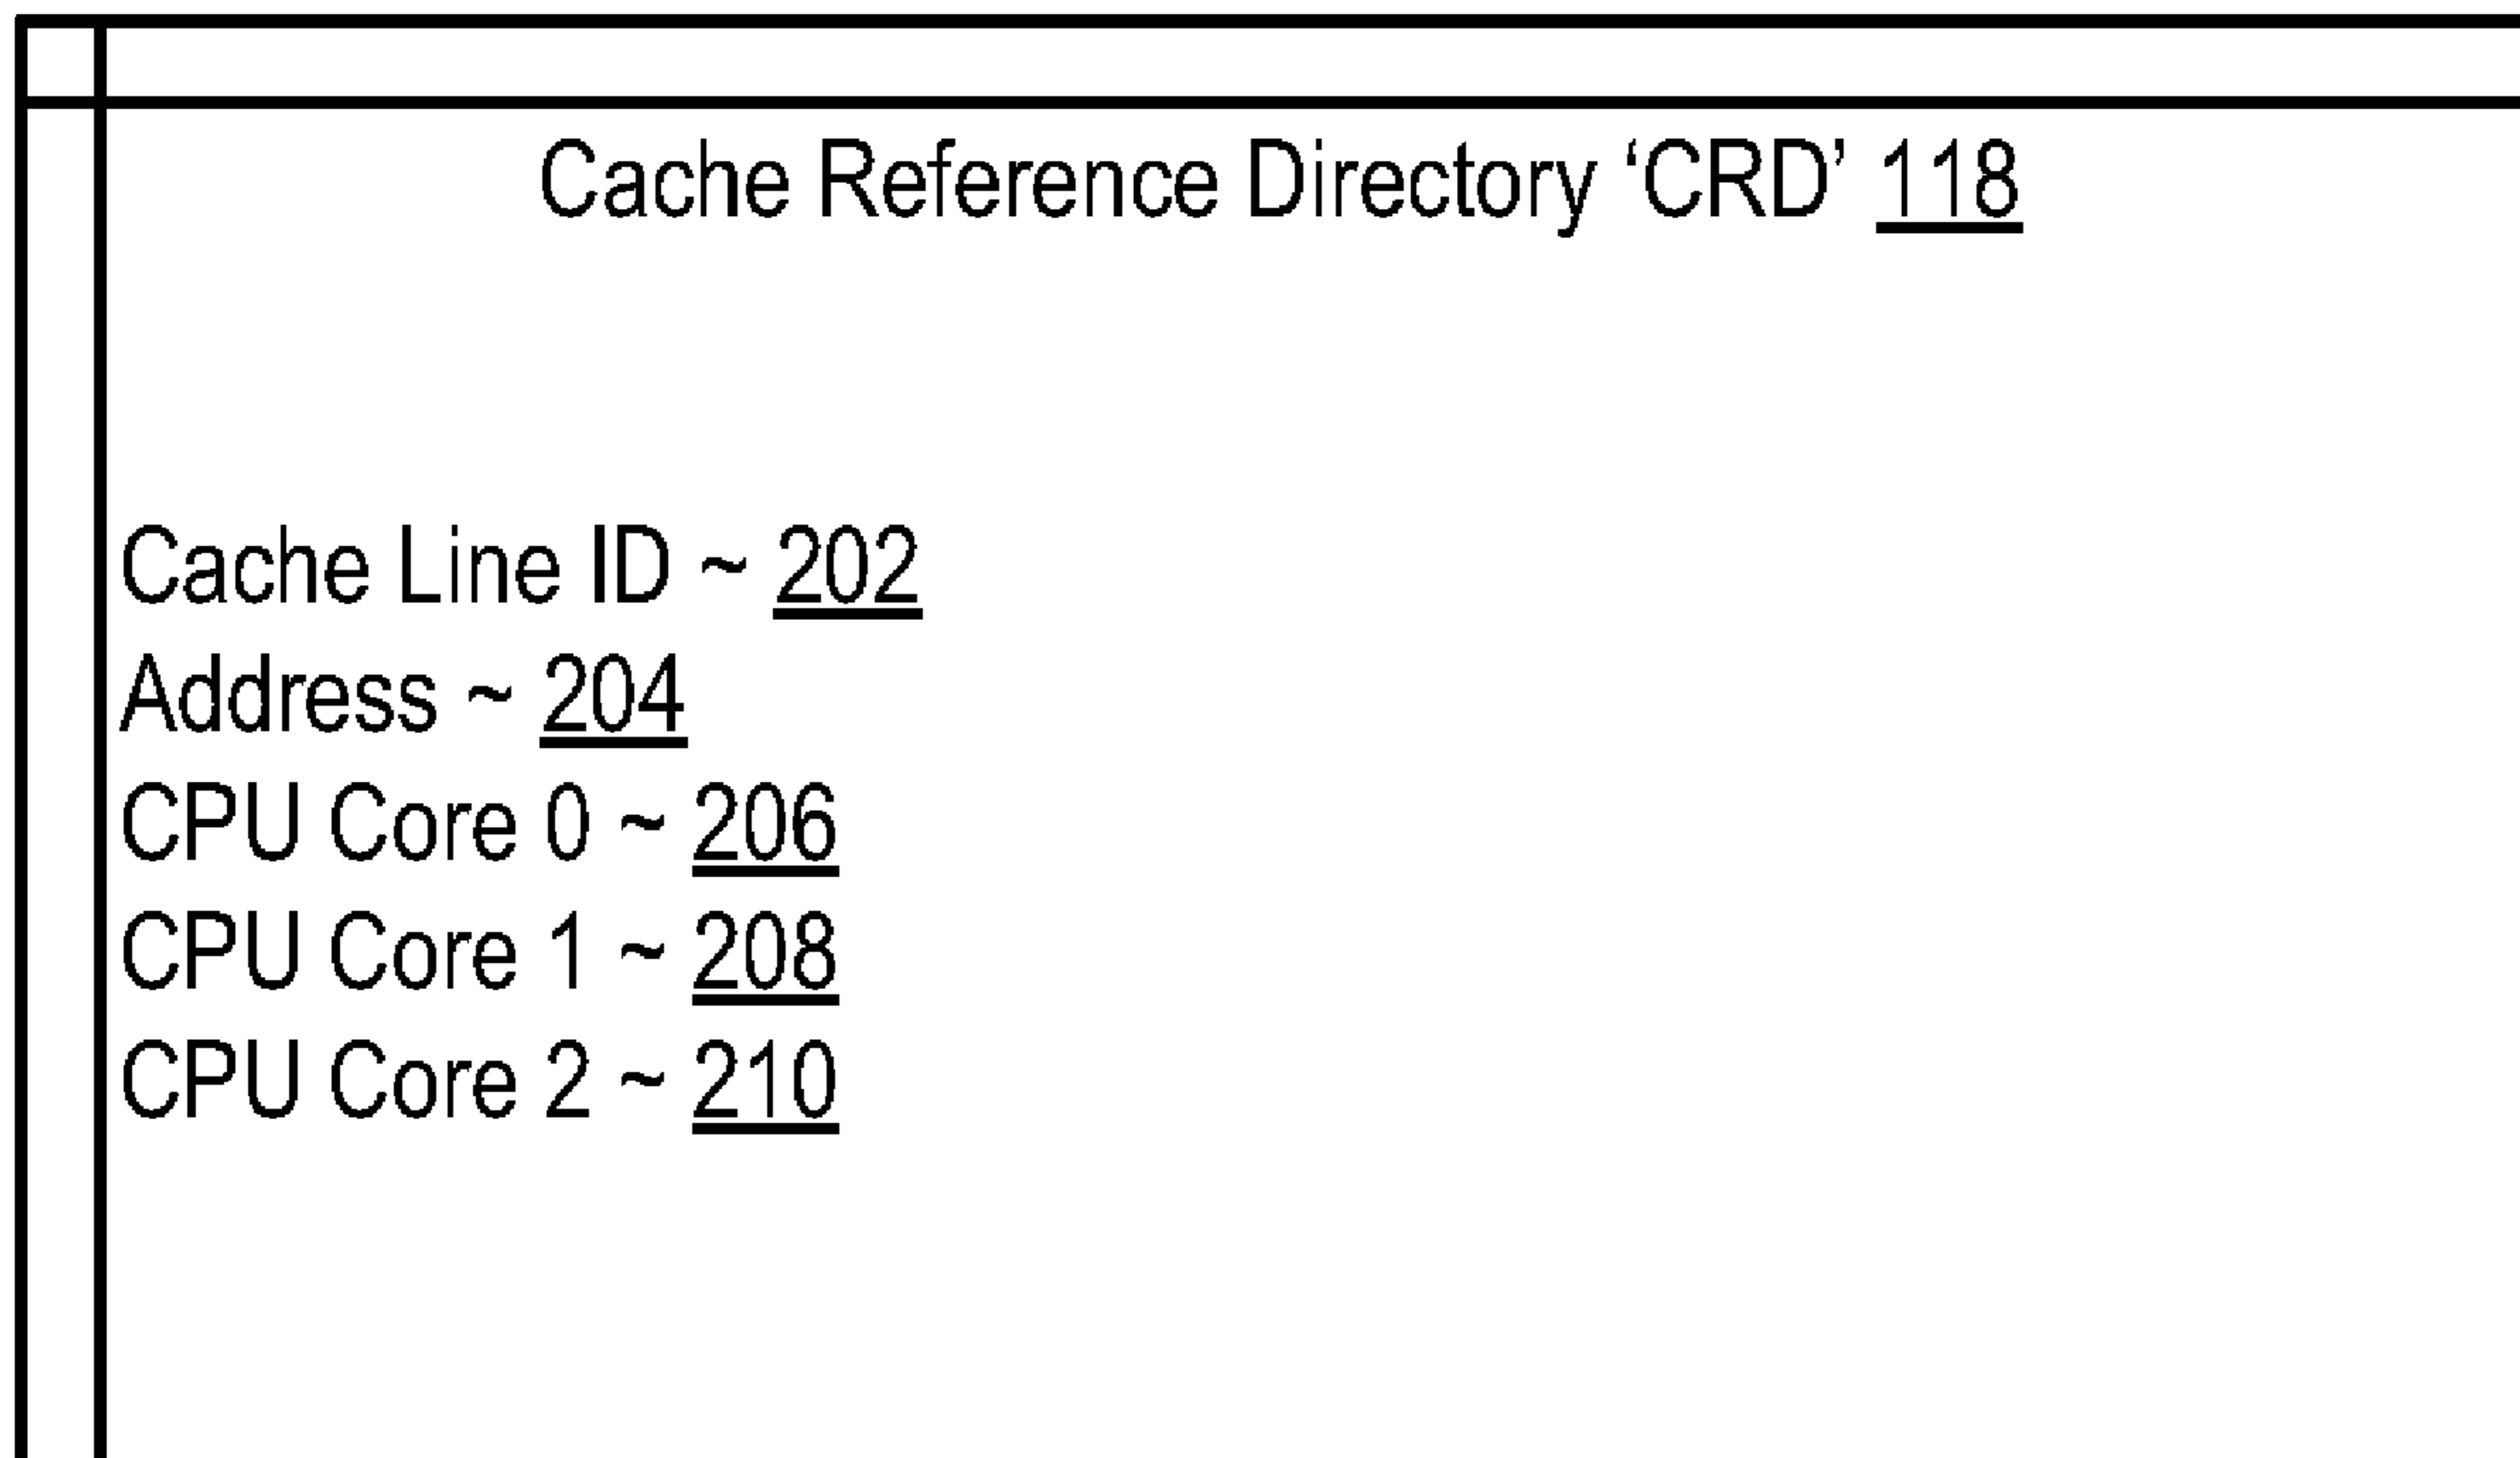 Cache Reference Directory ‘CRD’ 118
Cache Line ID ~ 202
Address ~ 204
CPU Core 0 ~ 206
CPU Core 1 ~ 208
CPU Core 2 ~ 210